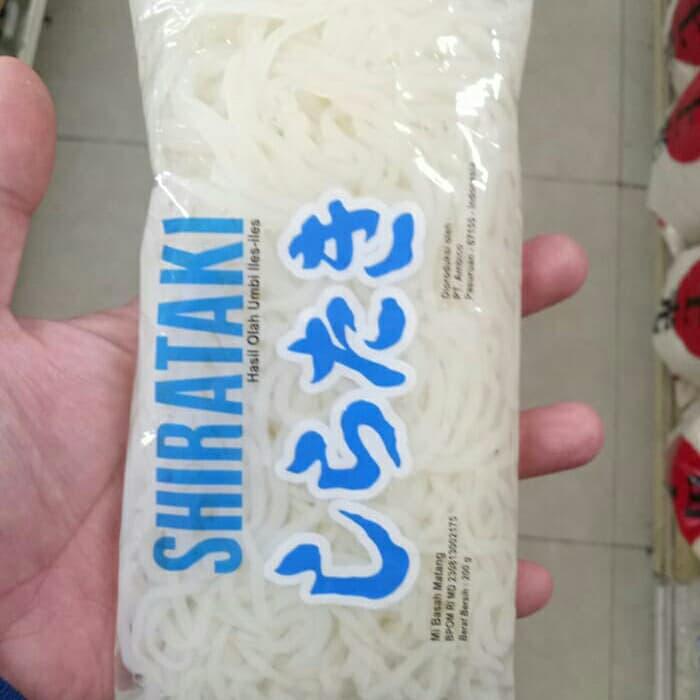 SHIRATAKI
Hasil Olah Umbi Iles-iles
しらたき
Diproduksi oleh
PT. Ambico
Pasuruan - 67155 - Indonesia
Mi Basah Matang
BPOM RI MD 230813002175
Berat Bersih : 200 g